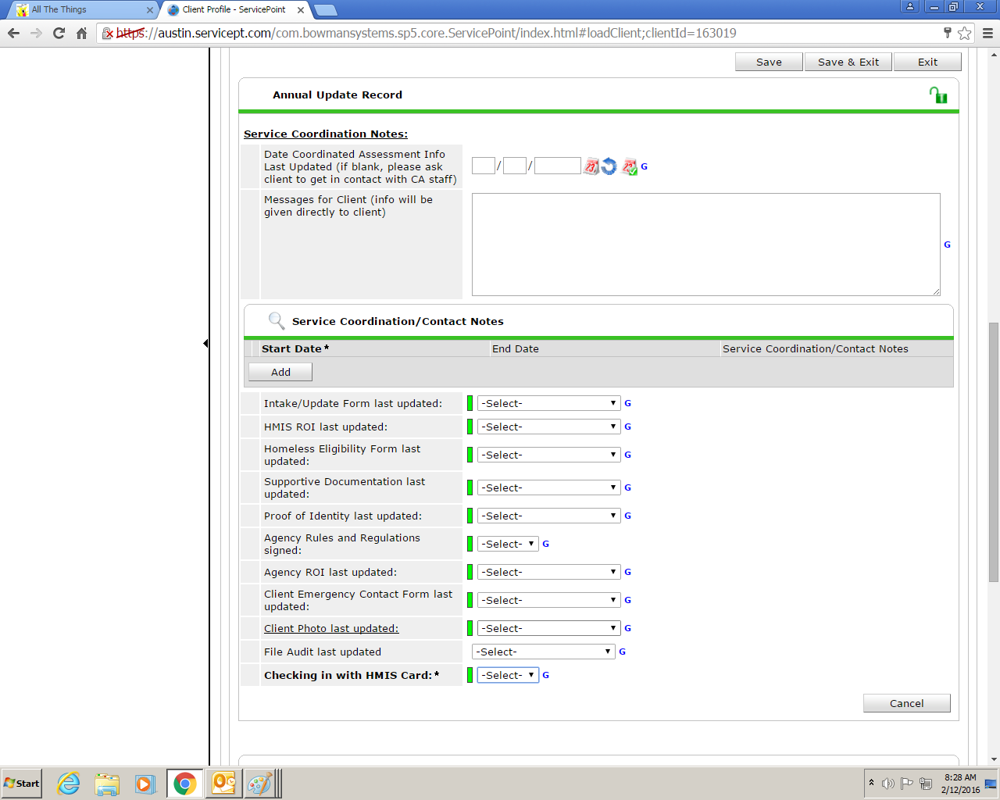 All The Things
Client Profile - ServicePoint
https://austin.servicept.com/com.bowmansystems.sp5.core.ServicePoint/index.html#loadClient;clientId=163019
Save
Save & Exit
Exit
Annual Update Record
Service Coordination Notes:
Date Coordinated Assessment Info
Last Updated (if blank, please ask
client to get in contact with CA staff)
/ / G
Messages for Client (info will be
given directly to client)
G
Service Coordination/Contact Notes
Start Date * End Date Service Coordination/Contact Notes
Add
Intake/Update Form last updated: -Select- G
HMIS ROI last updated: -Select- G
Homeless Eligibility Form last
updated: -Select- G
Supportive Documentation last
updated: -Select- G
Proof of Identity last updated: -Select- G
Agency Rules and Regulations
signed: -Select- G
Agency ROI last updated: -Select- G
Client Emergency Contact Form last
updated: -Select- G
Client Photo last updated: -Select- G
File Audit last updated -Select- G
Checking in with HMIS Card: * -Select- G
Cancel
Start
8:28 AM
2/12/2016